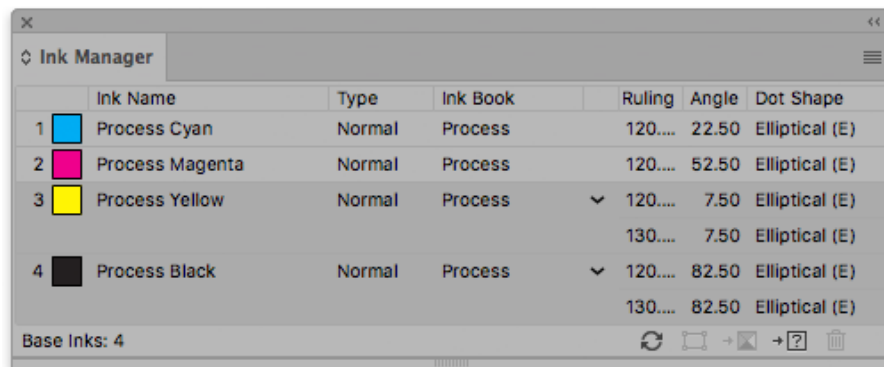 Ink Manager
Ink Name Type Ink Book Ruling Angle Dot Shape
1 Process Cyan Normal Process 120.... 22.50 Elliptical (E)
2 Process Magenta Normal Process 120.... 52.50 Elliptical (E)
3 Process Yellow Normal Process 120.... 7.50 Elliptical (E)
130.... 7.50 Elliptical (E)
4 Process Black Normal Process 120.... 82.50 Elliptical (E)
130.... 82.50 Elliptical (E)
Base Inks: 4